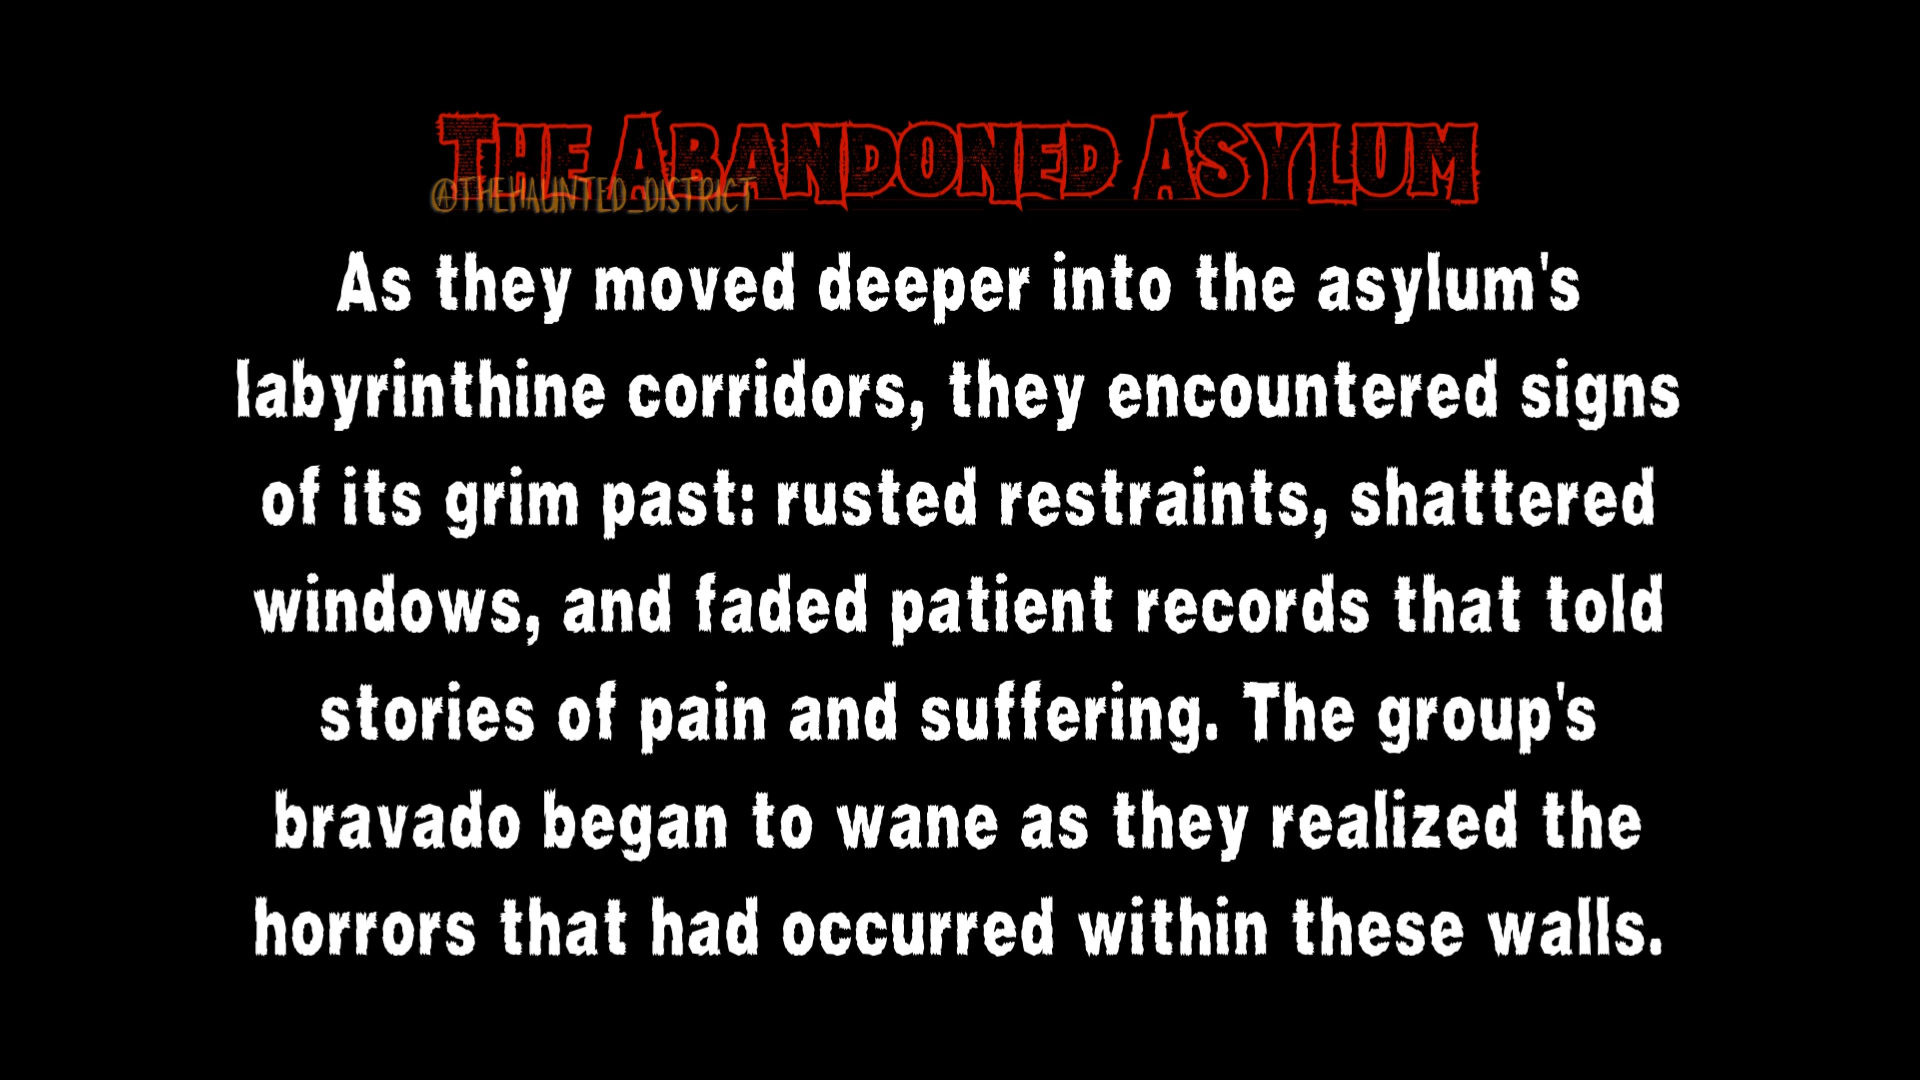 The Abandoned Asylum
@THEHAUNTED_DISTRICT
As they moved deeper into the asylum's
labyrinthine corridors, they encountered signs
of its grim past: rusted restraints, shattered
windows, and faded patient records that told
stories of pain and suffering. The group's
bravado began to wane as they realized the
horrors that had occurred within these walls.